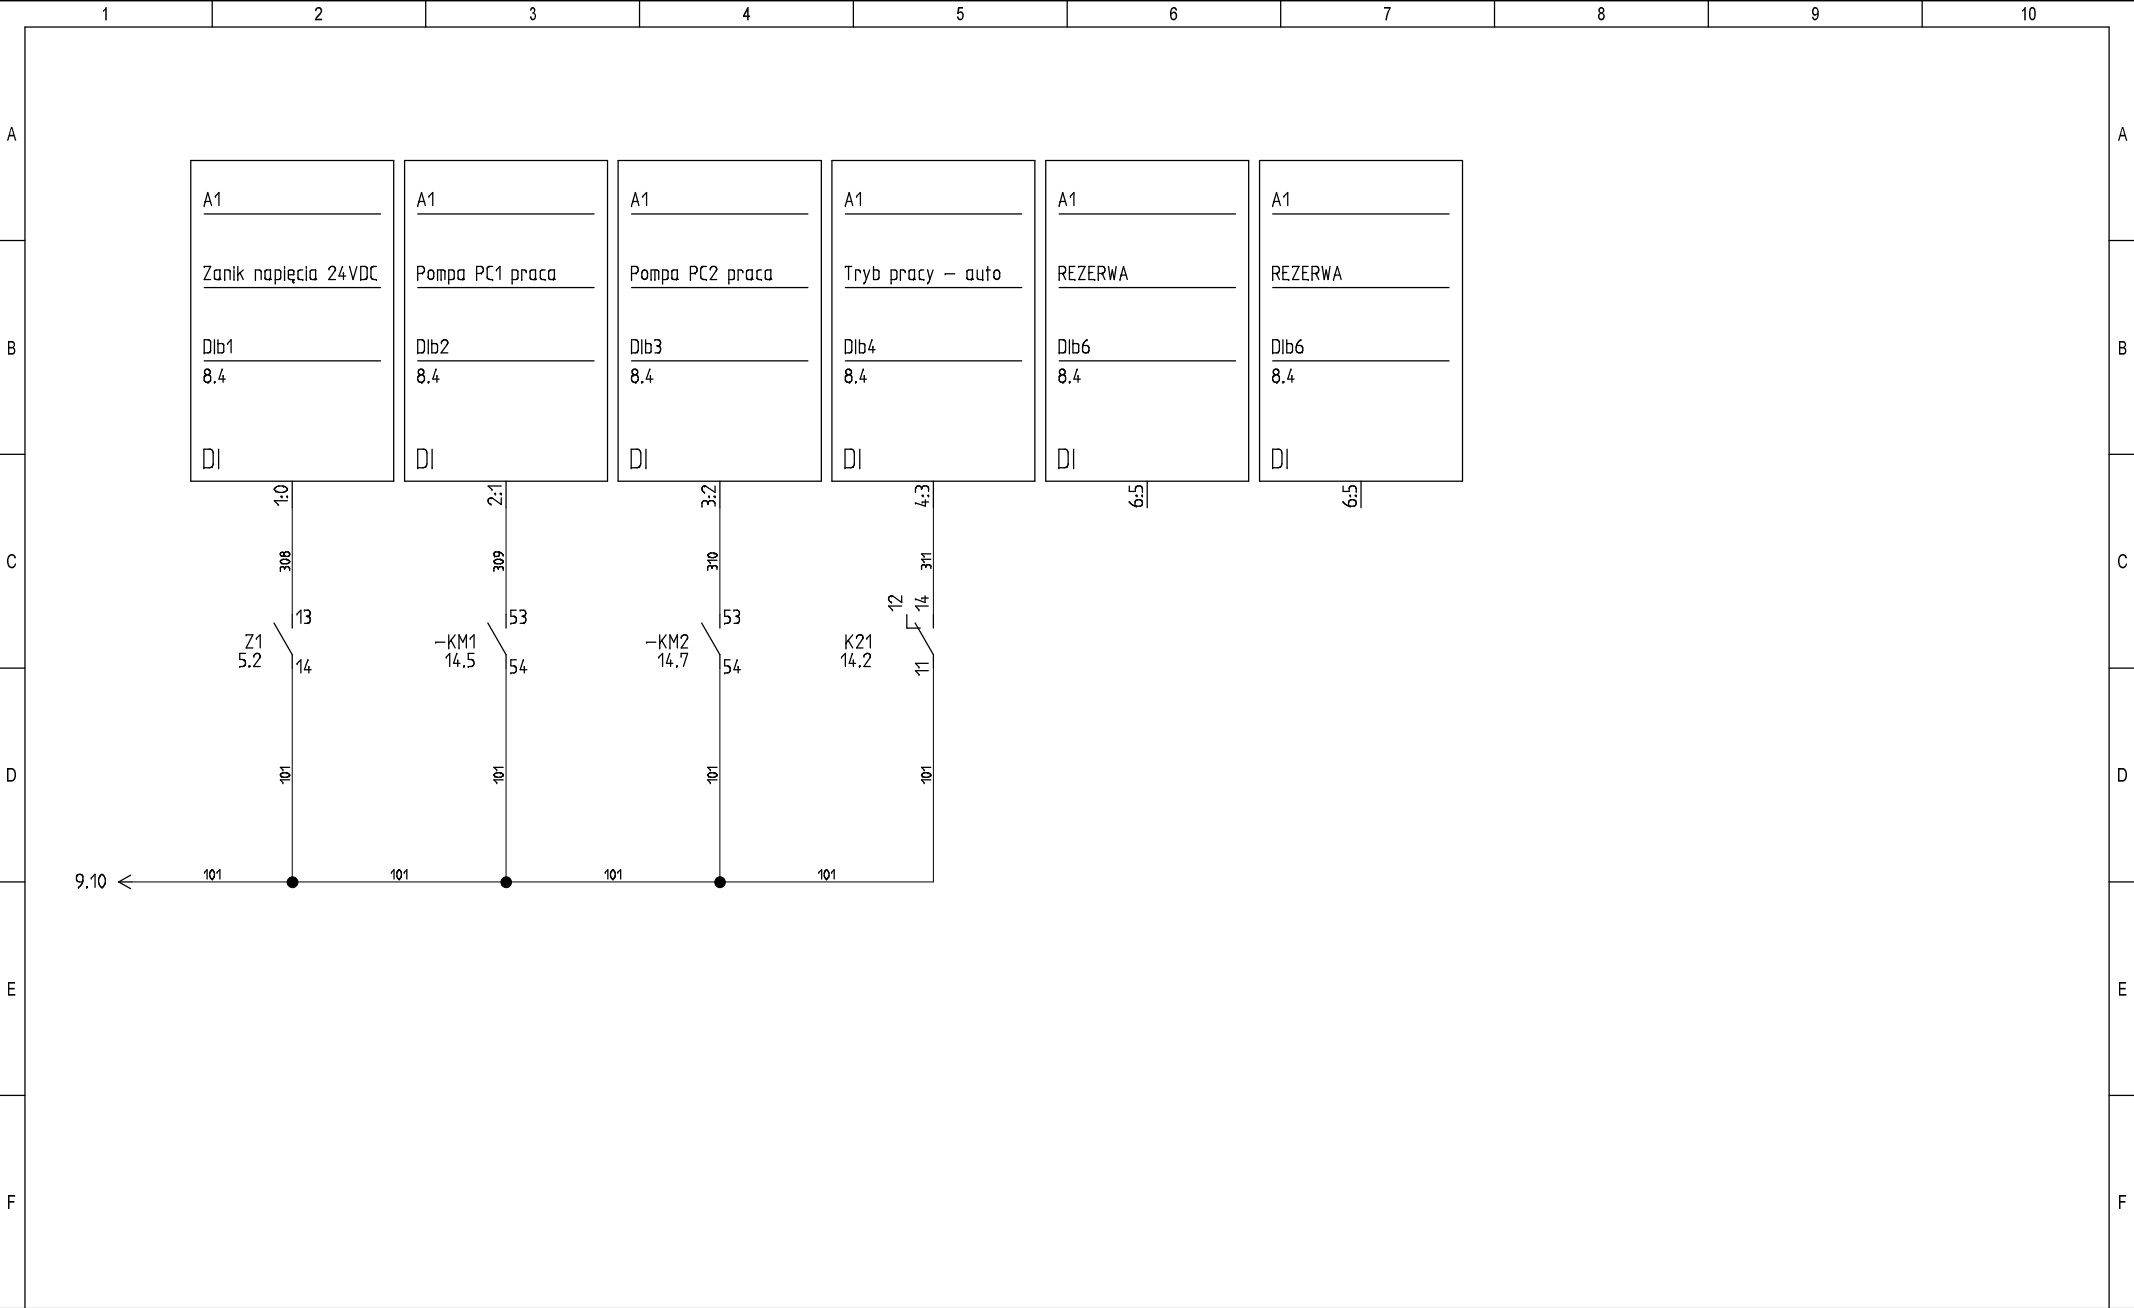 1 2 3 4 5 6 7 8 9 10
A A
A1 A1 A1 A1 A1 A1
Zanik napięcia 24VDC Pompa PC1 praca Pompa PC2 praca Tryb pracy – auto REZERWA REZERWA
B B
DIb1 DIb2 DIb3 DIb4 DIb6 DIb6
8.4 8.4 8.4 8.4 8.4 8.4
DI DI DI DI DI DI
1:0 2:1 3:2 4:3 6:5 6:5
C C
308 309 310 311
13 53 53 12 14
Z1 -KM1 -KM2 K21
5.2 14.5 14.7 14.2
14 54 54 11
D D
101 101 101 101
9.10 101 101 101 101
E E
F F